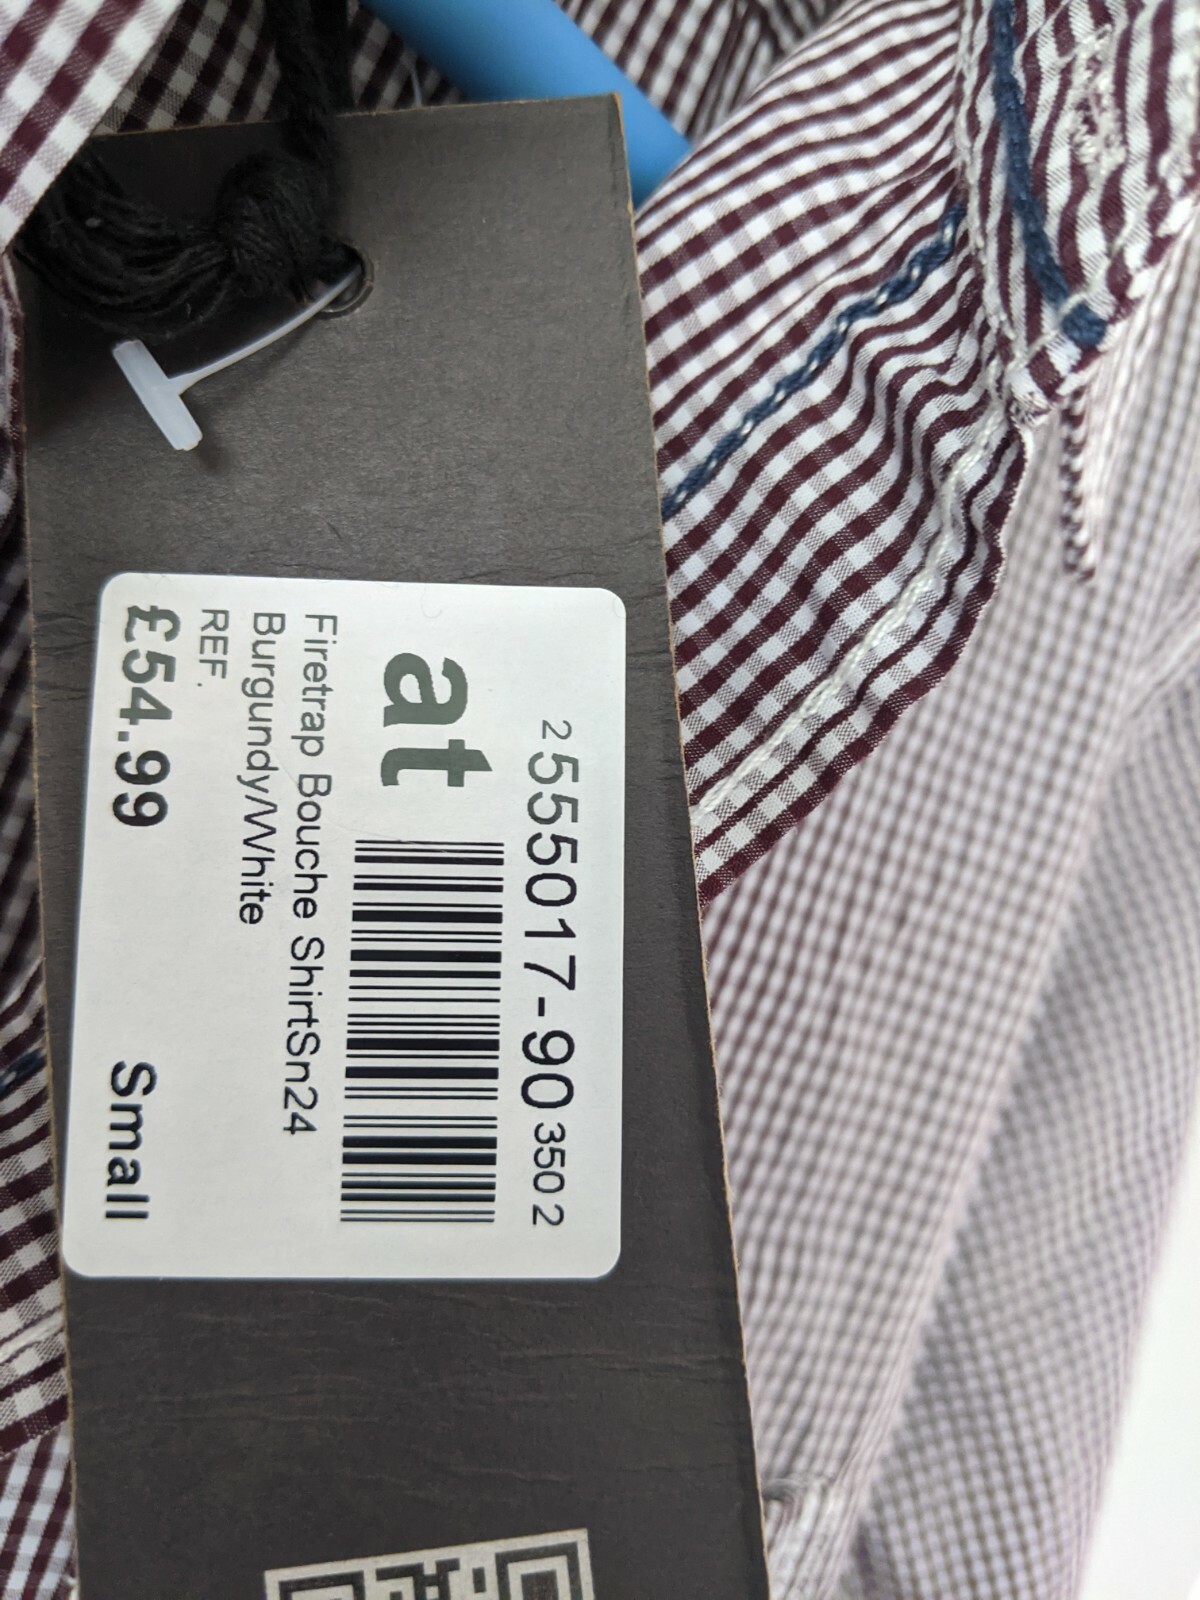 2 555017-90 350 2
at
Firetrap Bouche ShirtSn24
Burgundy/White
REF.
£54.99 Small